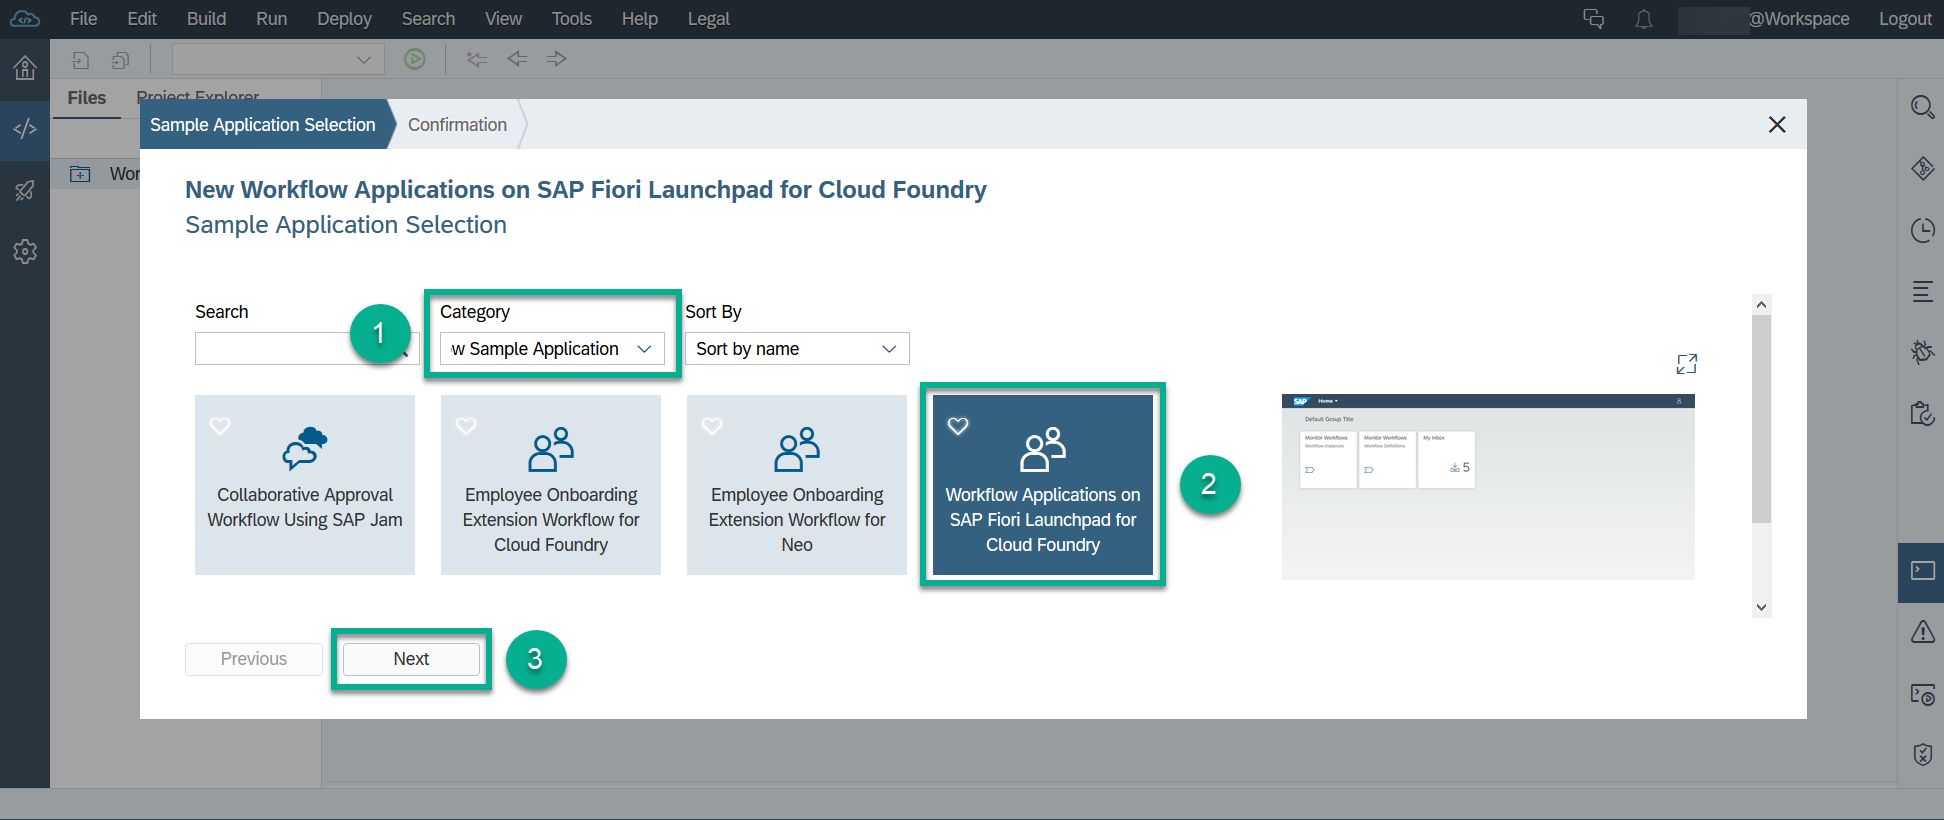 File Edit Build Run Deploy Search View Tools Help Legal @Workspace Logout
Files Project Explorer
Wor
Sample Application Selection Confirmation
New Workflow Applications on SAP Fiori Launchpad for Cloud Foundry
Sample Application Selection
Search Category Sort By
1
w Sample Application Sort by name
Collaborative Approval
Workflow Using SAP Jam
Employee Onboarding
Extension Workflow for
Cloud Foundry
Employee Onboarding
Extension Workflow for
Neo
Workflow Applications on
SAP Fiori Launchpad for
Cloud Foundry
2
SAP Home
Default Group Title
Monitor Workflows
Workflow Instances
Monitor Workflows
Workflow Definitions
My Inbox
5
Previous Next 3